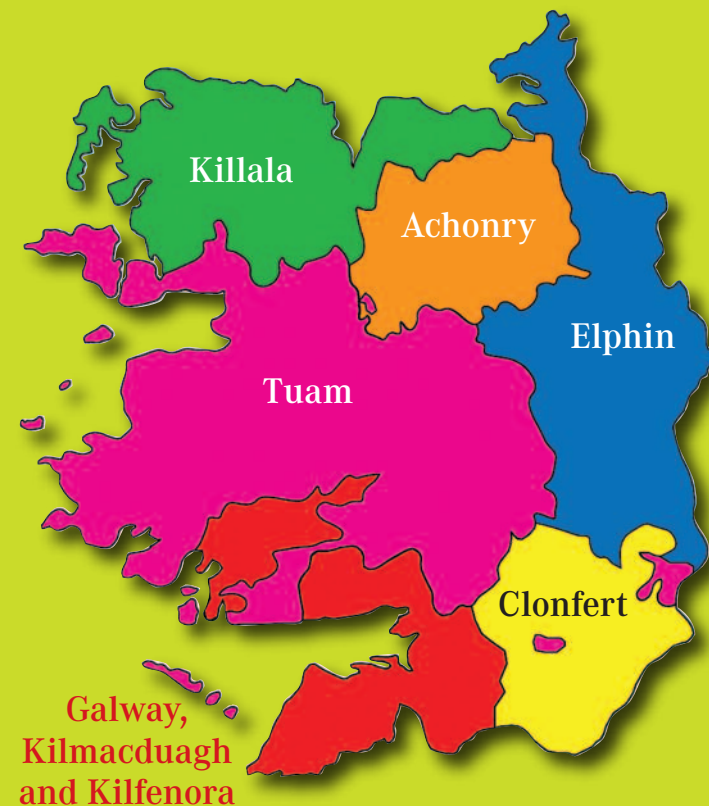 Killala
Achonry
Elphin
Tuam
Clonfert
Galway,
Kilmacduagh
and Kilfenora